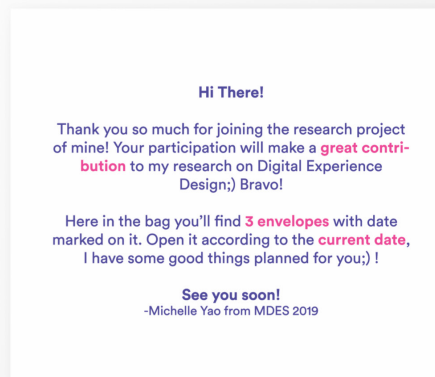 Hi There!
Thank you so much for joining the research project
of mine! Your participation will make a great contri-
bution to my research on Digital Experience
Design;) Bravo!
Here in the bag you’ll find 3 envelopes with date
marked on it. Open it according to the current date,
I have some good things planned for you;) !
See you soon!
-Michelle Yao from MDES 2019